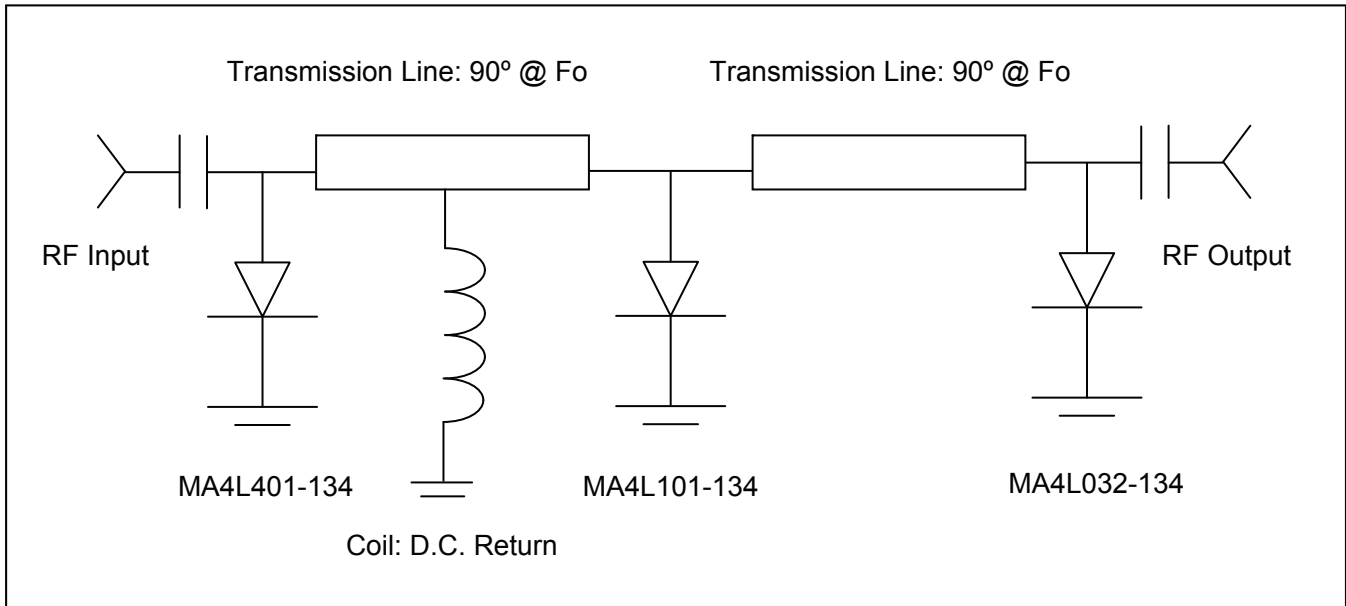 Transmission Line: 90º @ Fo
Transmission Line: 90º @ Fo
RF Input
RF Output
MA4L401-134
MA4L101-134
MA4L032-134
Coil: D.C. Return